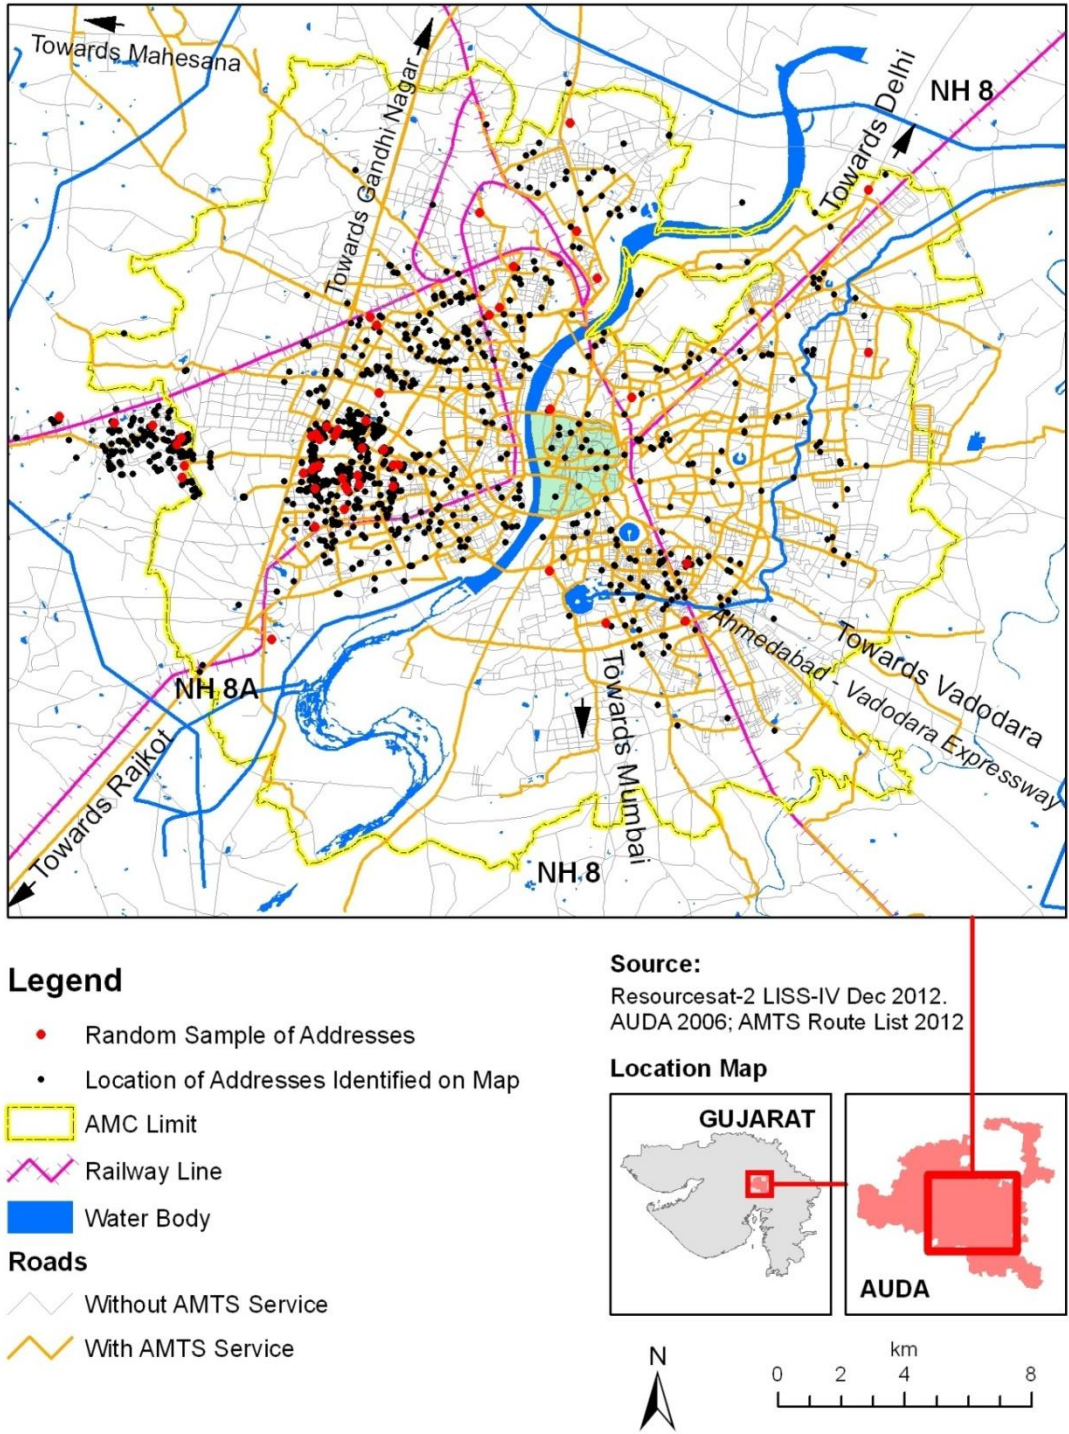 Towards Mahesana
Towards Gandhi Nagar
Towards Delhi
NH 8
NH 8A
Towards Rajkot
Towards Mumbai
NH 8
Ahmedabad - Vadodara Expressway
Towards Vadodara
Legend
Random Sample of Addresses
Location of Addresses Identified on Map
AMC Limit
Railway Line
Water Body
Roads
Without AMTS Service
With AMTS Service
Source:
Resourcesat-2 LISS-IV Dec 2012.
AUDA 2006; AMTS Route List 2012
Location Map
GUJARAT
AUDA
N
km
0 2 4 8